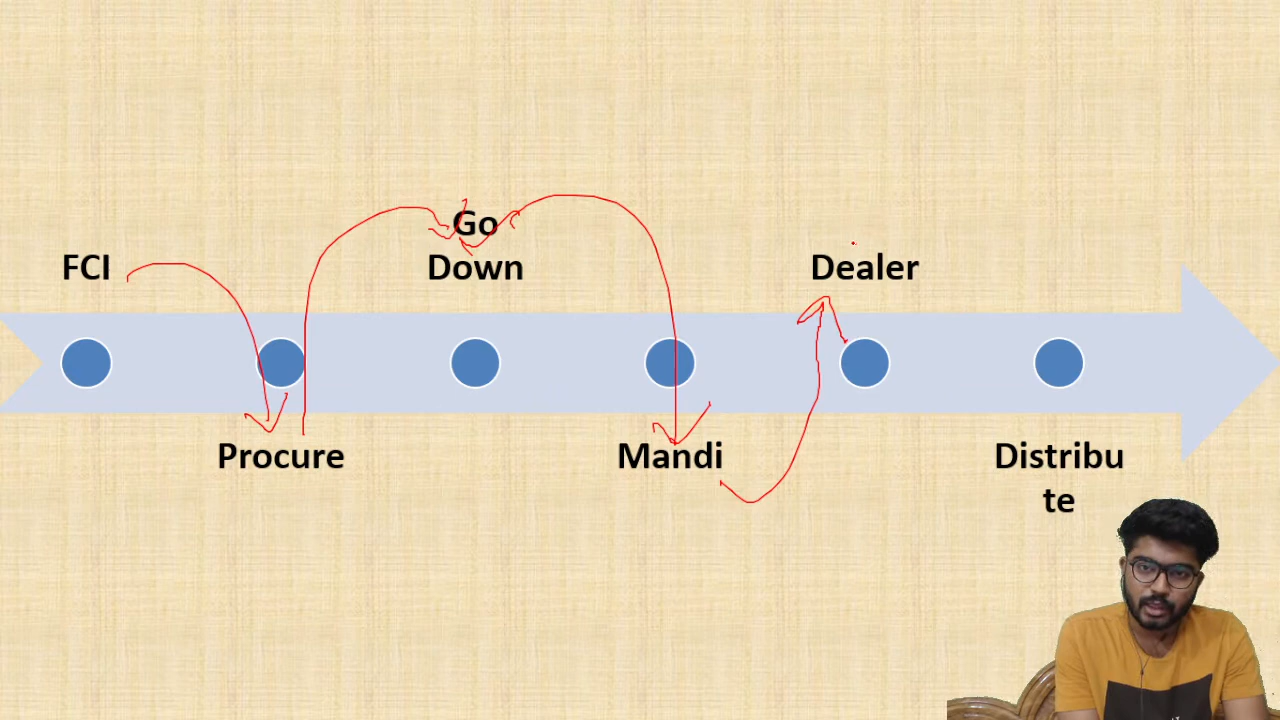 FCI
Procure
Go
Down
Mandi
Dealer
Distribu
te